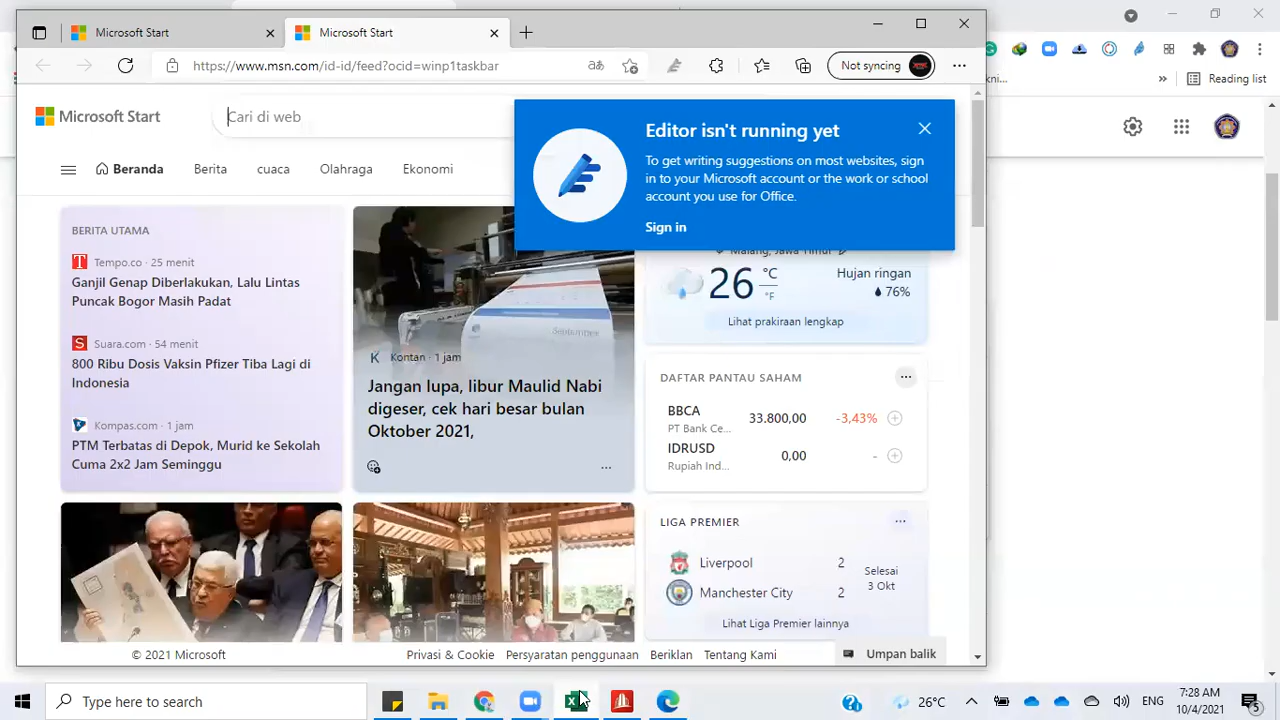 Microsoft Start
Microsoft Start
https://www.msn.com/id-id/feed?ocid=winp1taskbar
Not syncing
kni...
Reading list
Microsoft Start
Cari di web
Editor isn't running yet
To get writing suggestions on most websites, sign
in to your Microsoft account or the work or school
account you use for Office.
Sign in
Beranda
Berita
cuaca
Olahraga
Ekonomi
BERITA UTAMA
Tempo.co · 25 menit
Ganjil Genap Diberlakukan, Lalu Lintas
Puncak Bogor Masih Padat
Suara.com · 54 menit
800 Ribu Dosis Vaksin Pfizer Tiba Lagi di
Indonesia
Kompas.com · 1 jam
PTM Terbatas di Depok, Murid ke Sekolah
Cuma 2x2 Jam Seminggu
September
Kontan · 1 jam
Jangan lupa, libur Maulid Nabi
digeser, cek hari besar bulan
Oktober 2021,
Malang, Jawa Timur
26 °C
°F
Hujan ringan
76%
Lihat prakiraan lengkap
DAFTAR PANTAU SAHAM
BBCA 33.800,00 -3,43%
PT Bank Ce...
IDRUSD 0,00 -
Rupiah Ind...
LIGA PREMIER
Liverpool 2
Manchester City 2
Selesai
3 Okt
Lihat Liga Premier lainnya
© 2021 Microsoft
Privasi & Cookie
Persyaratan penggunaan
Beriklan
Tentang Kami
Umpan balik
Type here to search
26°C
ENG
7:28 AM
10/4/2021
5